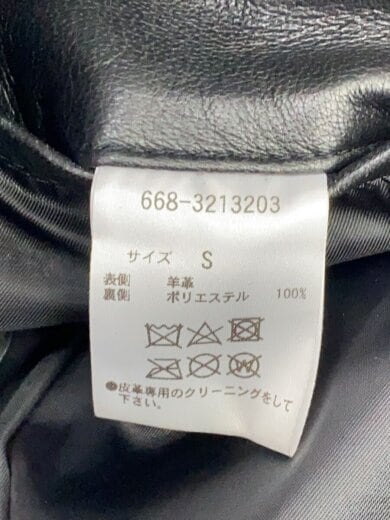 668-3213203
サイズ S
表側 羊革
裏側 ポリエステル 100%
●皮革専用のクリーニングをして
下さい。